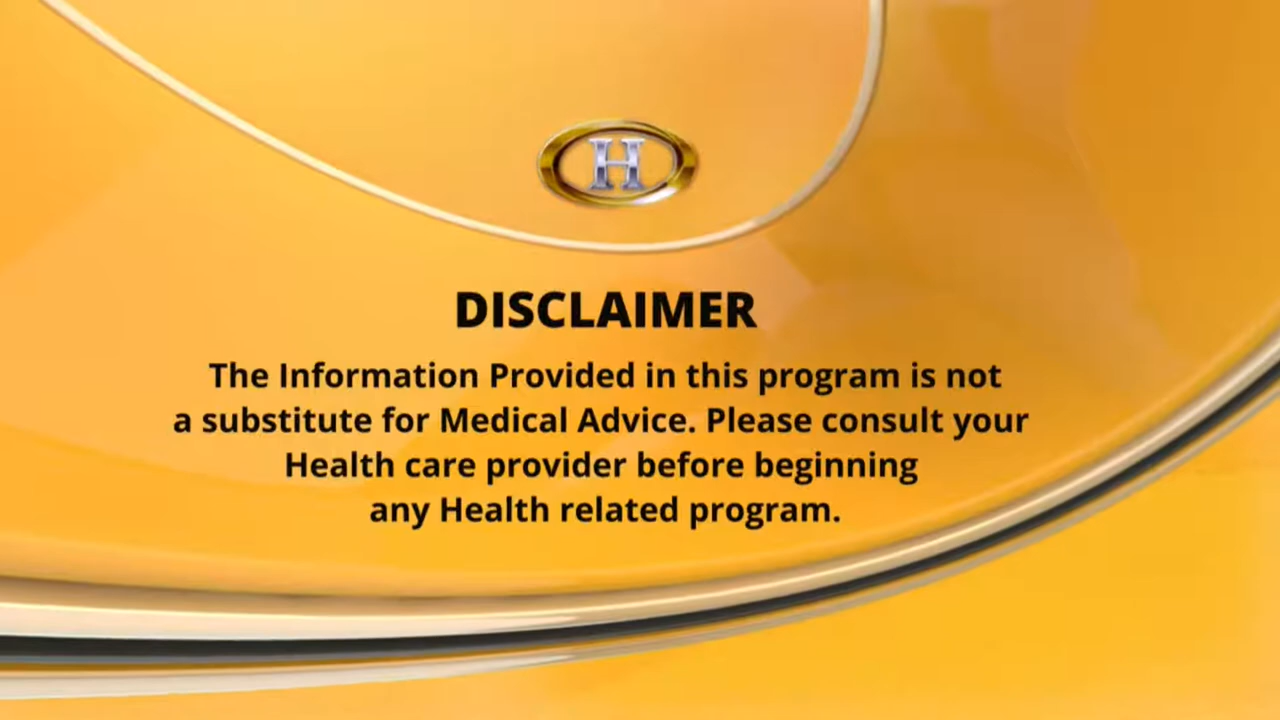 H
DISCLAIMER
The Information Provided in this program is not
a substitute for Medical Advice. Please consult your
Health care provider before beginning
any Health related program.